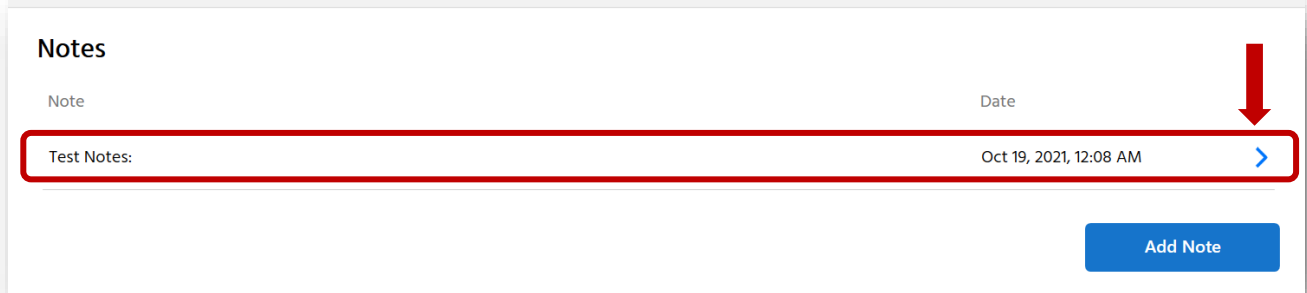 Notes
Note Date
Test Notes: Oct 19, 2021, 12:08 AM
Add Note